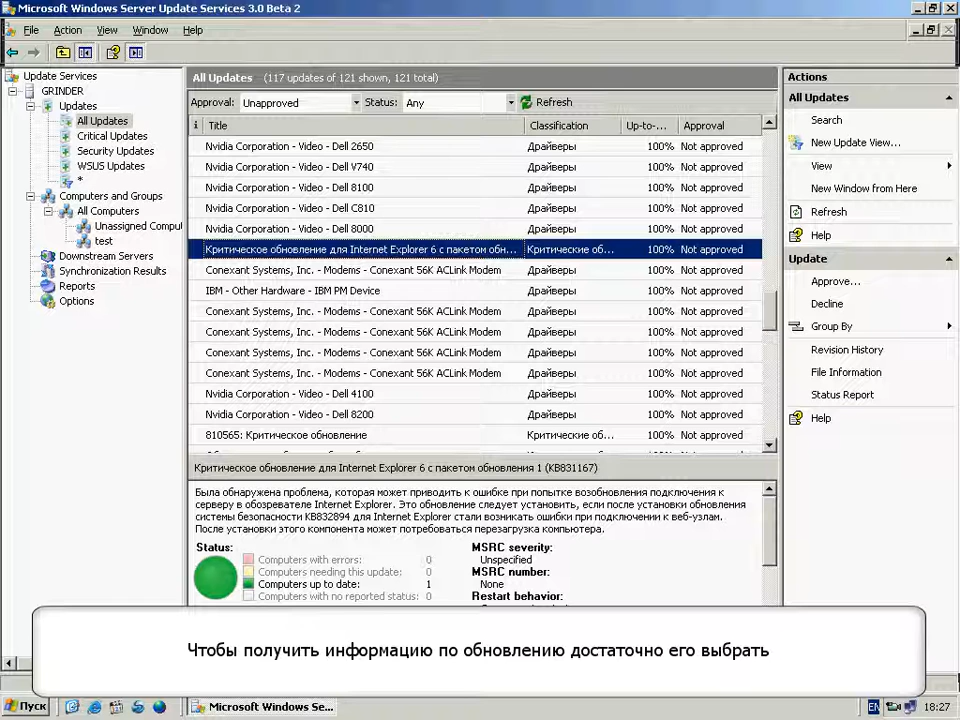 Microsoft Windows Server Update Services 3.0 Beta 2
File Action View Window Help
Update Services
GRINDER
Updates
All Updates
Critical Updates
Security Updates
WSUS Updates
*
Computers and Groups
All Computers
Unassigned Compu
test
Downstream Servers
Synchronization Results
Reports
Options
All Updates (117 updates of 121 shown, 121 total)
Approval: Unapproved Status: Any Refresh
i Title Classification Up-to-... Approval
Nvidia Corporation - Video - Dell 2650 Драйверы 100% Not approved
Nvidia Corporation - Video - Dell V740 Драйверы 100% Not approved
Nvidia Corporation - Video - Dell 8100 Драйверы 100% Not approved
Nvidia Corporation - Video - Dell C810 Драйверы 100% Not approved
Nvidia Corporation - Video - Dell 8000 Драйверы 100% Not approved
Критическое обновление для Internet Explorer 6 с пакетом обн... Критические об... 100% Not approved
Conexant Systems, Inc. - Modems - Conexant 56K ACLink Modem Драйверы 100% Not approved
IBM - Other Hardware - IBM PM Device Драйверы 100% Not approved
Conexant Systems, Inc. - Modems - Conexant 56K ACLink Modem Драйверы 100% Not approved
Conexant Systems, Inc. - Modems - Conexant 56K ACLink Modem Драйверы 100% Not approved
Conexant Systems, Inc. - Modems - Conexant 56K ACLink Modem Драйверы 100% Not approved
Conexant Systems, Inc. - Modems - Conexant 56K ACLink Modem Драйверы 100% Not approved
Nvidia Corporation - Video - Dell 4100 Драйверы 100% Not approved
Nvidia Corporation - Video - Dell 8200 Драйверы 100% Not approved
810565: Критическое обновление Критические об... 100% Not approved
Критическое обновление для Internet Explorer 6 с пакетом обновления 1 (KB831167)
Была обнаружена проблема, которая может приводить к ошибке при попытке возобновления подключения к
серверу в обозревателе Internet Explorer. Это обновление следует установить, если после установки обновления
системы безопасности KB832894 для Internet Explorer стали возникать ошибки при подключении к веб-узлам.
После установки этого компонента может потребоваться перезагрузка компьютера.
Status:
Computers with errors: 0
Computers needing this update: 0
Computers up to date: 1
Computers with no reported status: 0
MSRC severity:
Unspecified
MSRC number:
None
Restart behavior:
Actions
All Updates
Search
New Update View...
View
New Window from Here
Refresh
Help
Update
Approve...
Decline
Group By
Revision History
File Information
Status Report
Help
Чтобы получить информацию по обновлению достаточно его выбрать
Пуск Microsoft Windows Se... EN 18:27